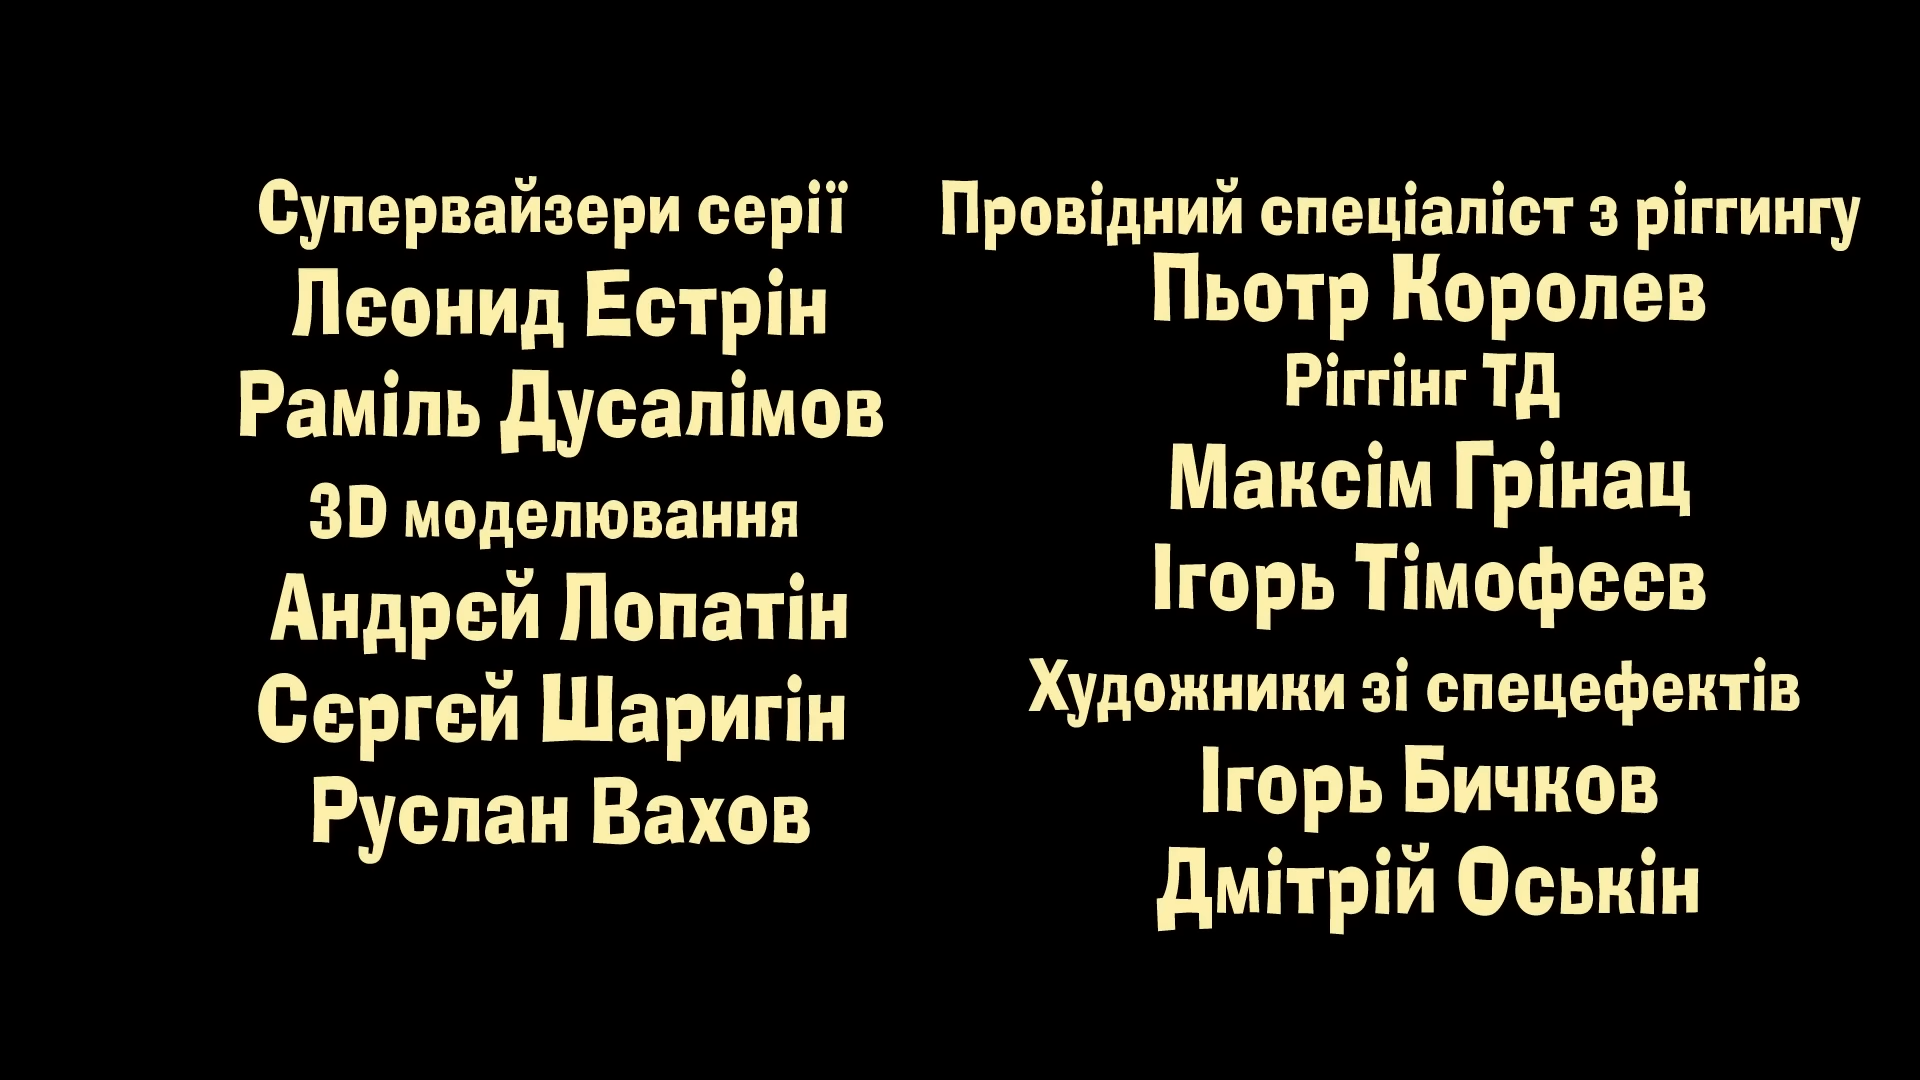 Супервайзери серії
Лєонид Естрін
Раміль Дусалімов
3D моделювання
Андрєй Лопатін
Сєргєй Шаригін
Руслан Вахов
Провідний спеціаліст з ріггингу
Пьотр Королев
Ріггінг ТД
Максім Грінац
Ігорь Тімофєєв
Художники зі спецефектів
Ігорь Бичков
Дмітрій Оськін